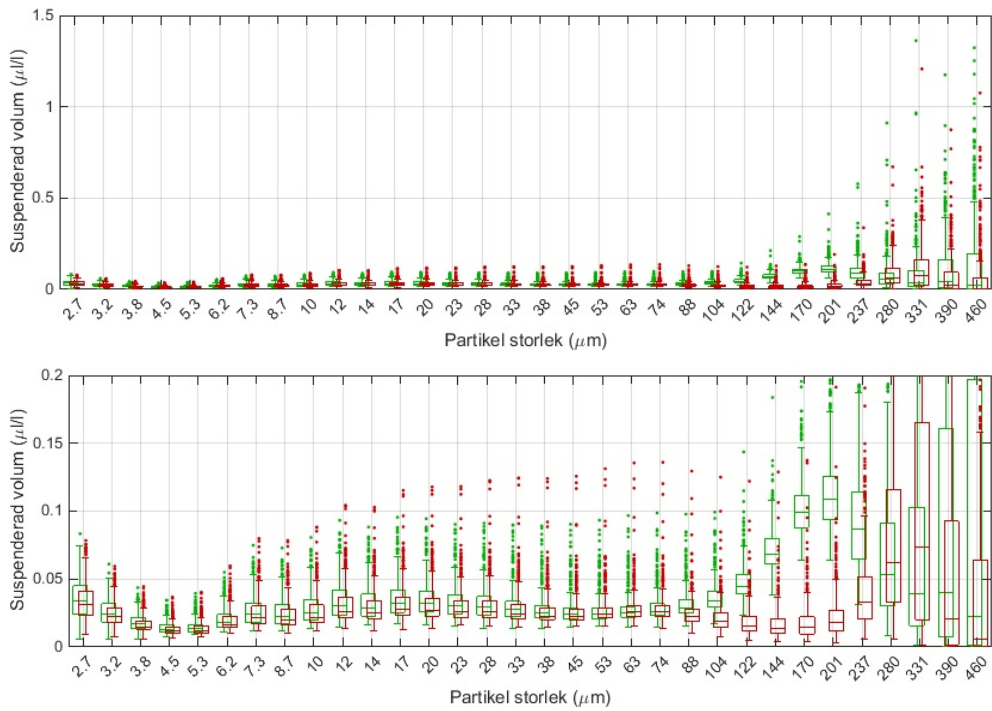 Suspenderad volum (μl/l)
1.5
1
0.5
0
2.7 3.2 3.8 4.5 5.3 6.2 7.3 8.7 10 12 14 17 20 23 28 33 38 45 53 63 74 88 104 122 144 170 201 237 280 331 390 460
Partikel storlek (μm)
Suspenderad volum (μl/l)
0.2
0.15
0.1
0.05
0
2.7 3.2 3.8 4.5 5.3 6.2 7.3 8.7 10 12 14 17 20 23 28 33 38 45 53 63 74 88 104 122 144 170 201 237 280 331 390 460
Partikel storlek (μm)